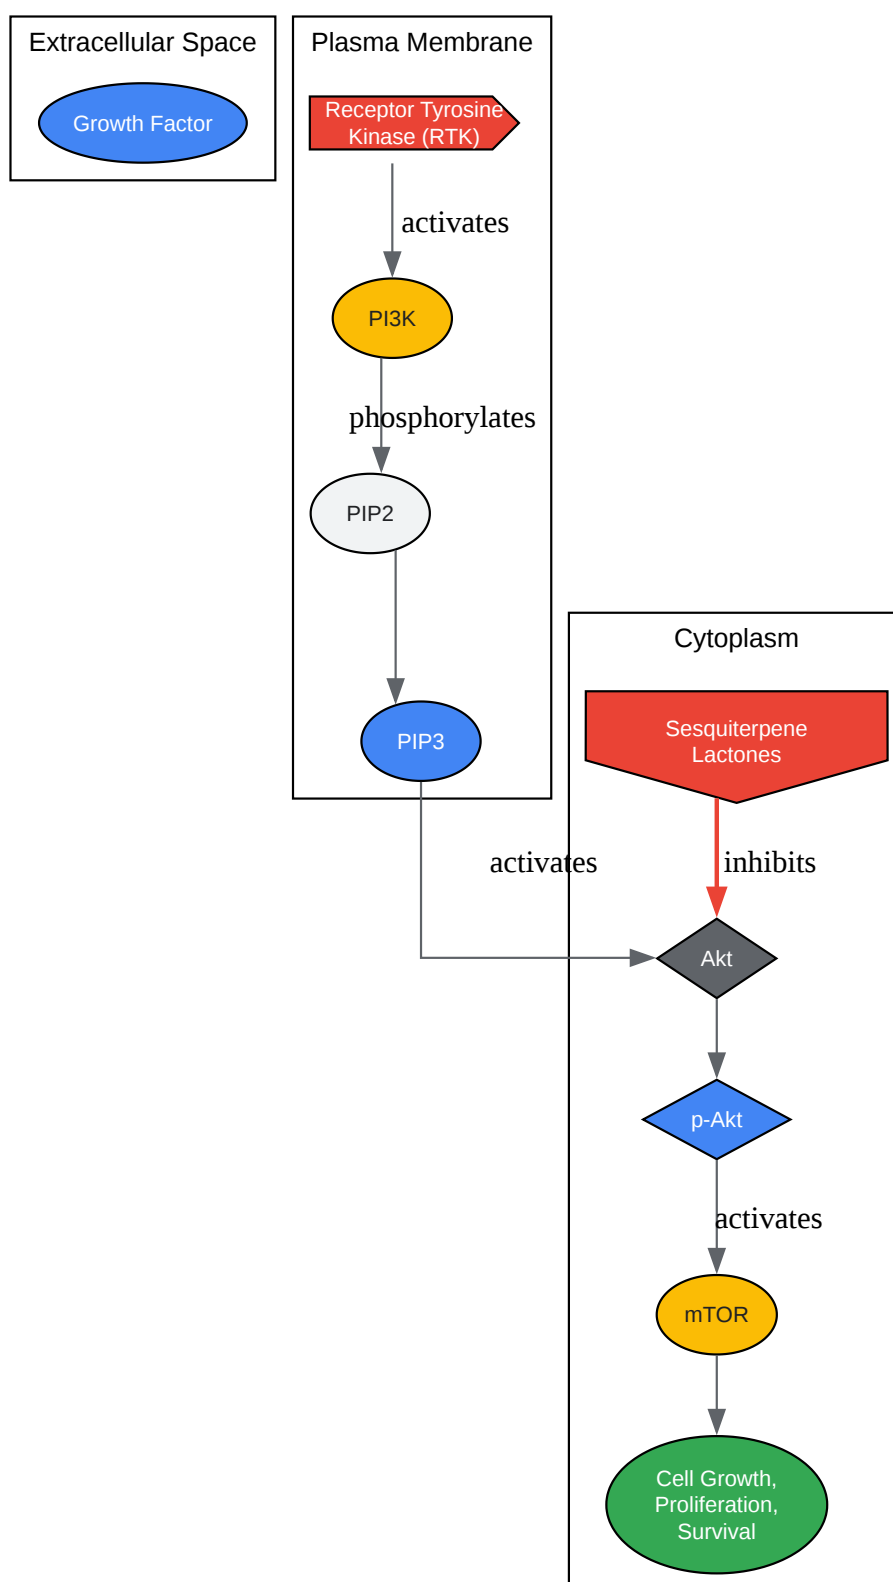 Extracellular Space
Growth Factor
Plasma Membrane
Receptor Tyrosine
Kinase (RTK)
activates
PI3K
phosphorylates
PIP2
PIP3
Cytoplasm
Sesquiterpene
Lactones
activates
inhibits
Akt
p-Akt
activates
mTOR
Cell Growth,
Proliferation,
Survival